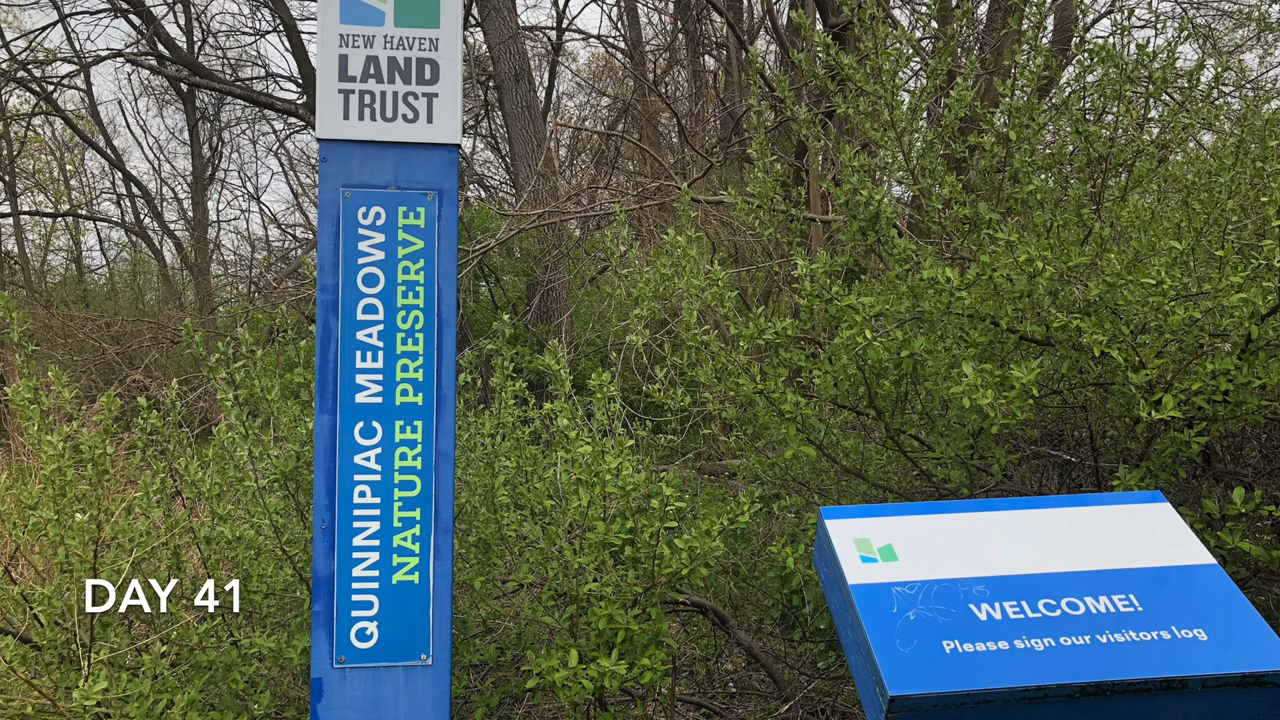 NEW HAVEN
LAND
TRUST
QUINNIPIAC MEADOWS
NATURE PRESERVE
DAY 41
WELCOME!
Please sign our visitors log